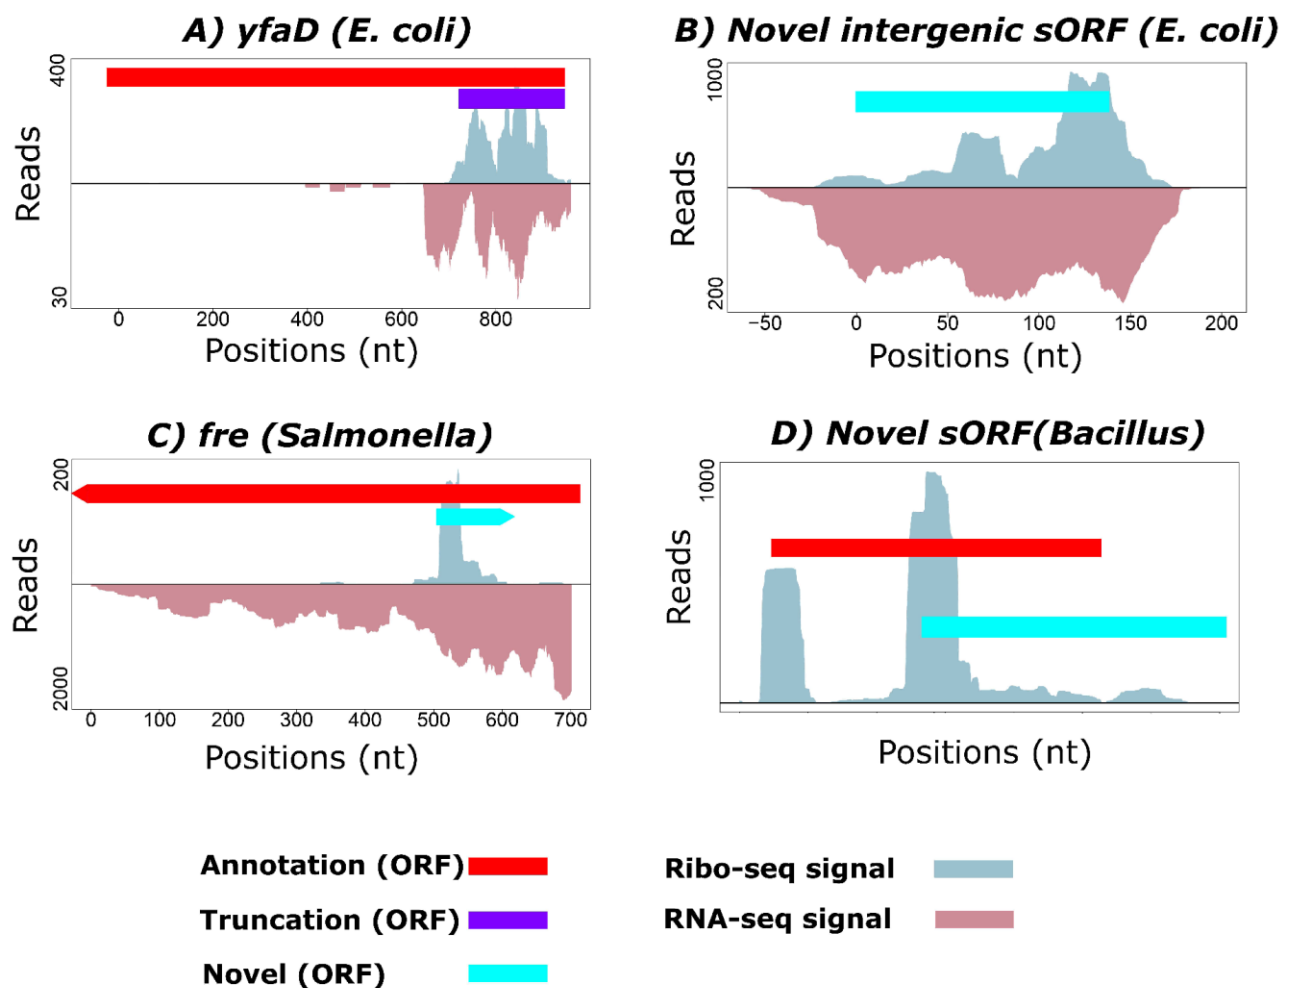 A) yfaD (E. coli)
400
Reads
30
0 200 400 600 800
Positions (nt)
B) Novel intergenic sORF (E. coli)
1000
Reads
200
−50 0 50 100 150 200
Positions (nt)
C) fre (Salmonella)
200
Reads
2000
0 100 200 300 400 500 600 700
Positions (nt)
D) Novel sORF(Bacillus)
1000
Reads
Positions (nt)
Annotation (ORF)
Truncation (ORF)
Novel (ORF)
Ribo-seq signal
RNA-seq signal